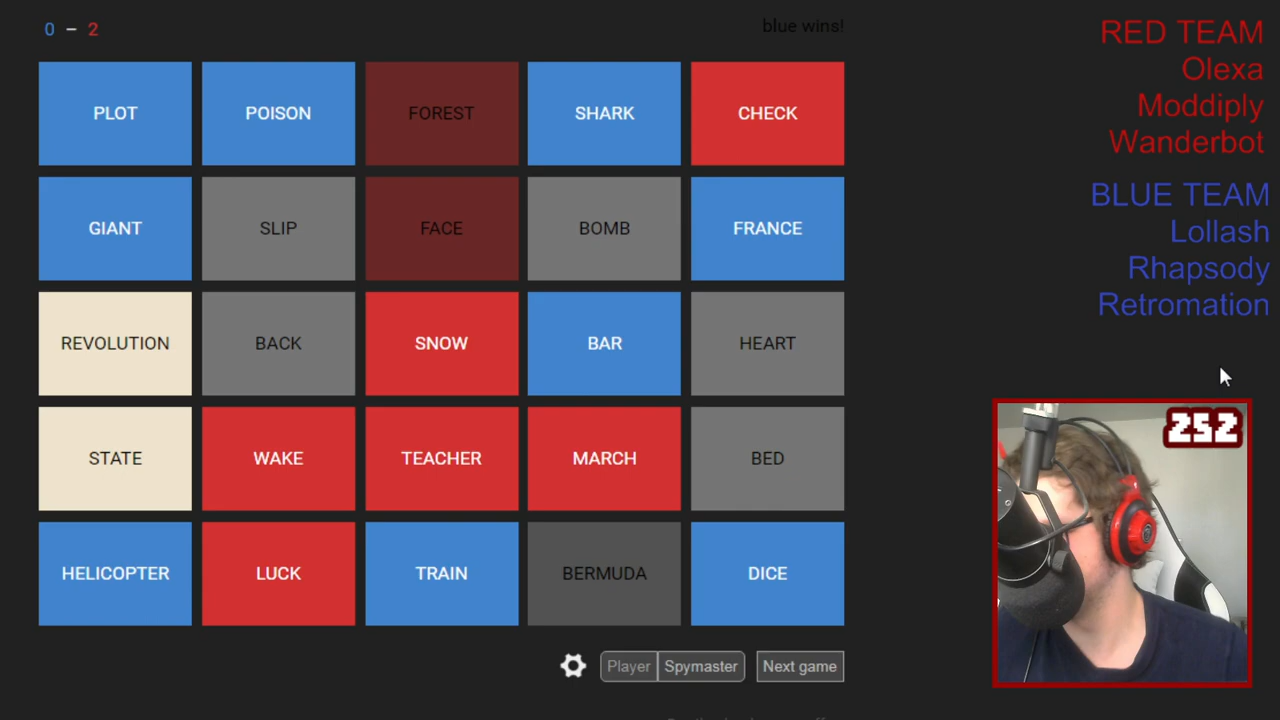 0 – 2
blue wins!
PLOT POISON FOREST SHARK CHECK
GIANT SLIP FACE BOMB FRANCE
REVOLUTION BACK SNOW BAR HEART
STATE WAKE TEACHER MARCH BED
HELICOPTER LUCK TRAIN BERMUDA DICE
Player Spymaster Next game
RED TEAM
Olexa
Moddiply
Wanderbot
BLUE TEAM
Lollash
Rhapsody
Retromation
252